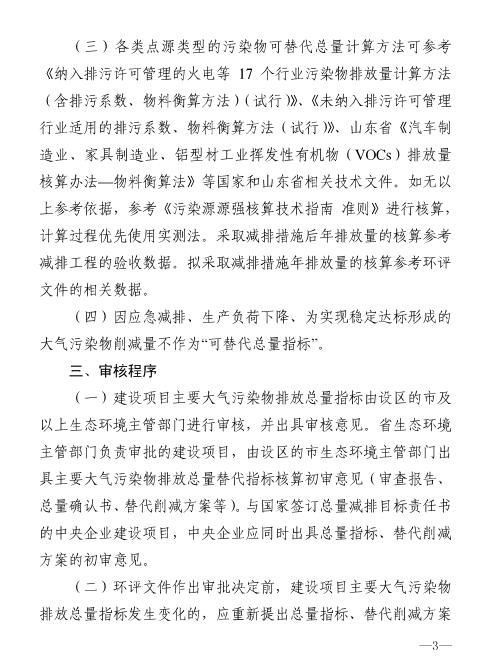 （三）各类点源类型的污染物可替代总量计算方法可参考
《纳入排污许可管理的火电等 17 个行业污染物排放量计算方法
（含排污系数、物料衡算方法）（试行）》、《未纳入排污许可管理
行业适用的排污系数、物料衡算方法（试行）》、山东省《汽车制
造业、家具制造业、铝型材工业挥发性有机物（VOCs）排放量
核算办法—物料衡算法》等国家和山东省相关技术文件。如无以
上参考依据，参考《污染源源强核算技术指南 准则》进行核算，
计算过程优先使用实测法。采取减排措施后年排放量的核算参考
减排工程的验收数据。拟采取减排措施年排放量的核算参考环评
文件的相关数据。
（四）因应急减排、生产负荷下降、为实现稳定达标形成的
大气污染物削减量不作为“可替代总量指标”。
三、审核程序
（一）建设项目主要大气污染物排放总量指标由设区的市及
以上生态环境主管部门进行审核，并出具审核意见。省生态环境
主管部门负责审批的建设项目，由设区的市生态环境主管部门出
具主要大气污染物排放总量替代指标核算初审意见（审查报告、
总量确认书、替代削减方案等）。与国家签订总量减排目标责任书
的中央企业建设项目，中央企业应同时出具总量指标、替代削减
方案的初审意见。
（二）环评文件作出审批决定前，建设项目主要大气污染物
排放总量指标发生变化的，应重新提出总量指标、替代削减方案
—3—